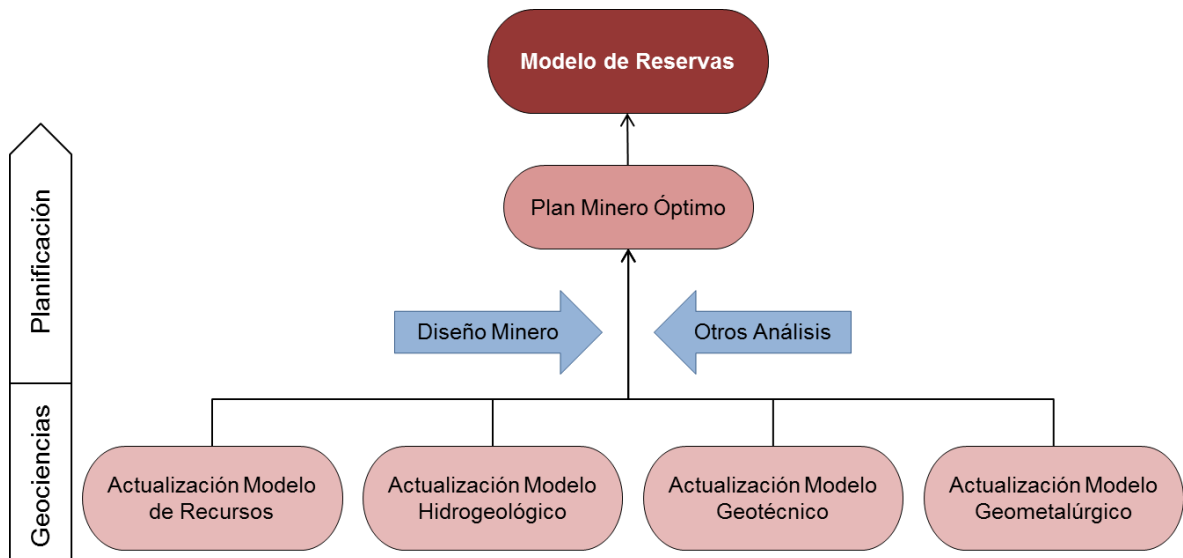 Modelo de Reservas
Planificación
Plan Minero Óptimo
Diseño Minero
Otros Análisis
Geociencias
Actualización Modelo
de Recursos
Actualización Modelo
Hidrogeológico
Actualización Modelo
Geotécnico
Actualización Modelo
Geometalúrgico